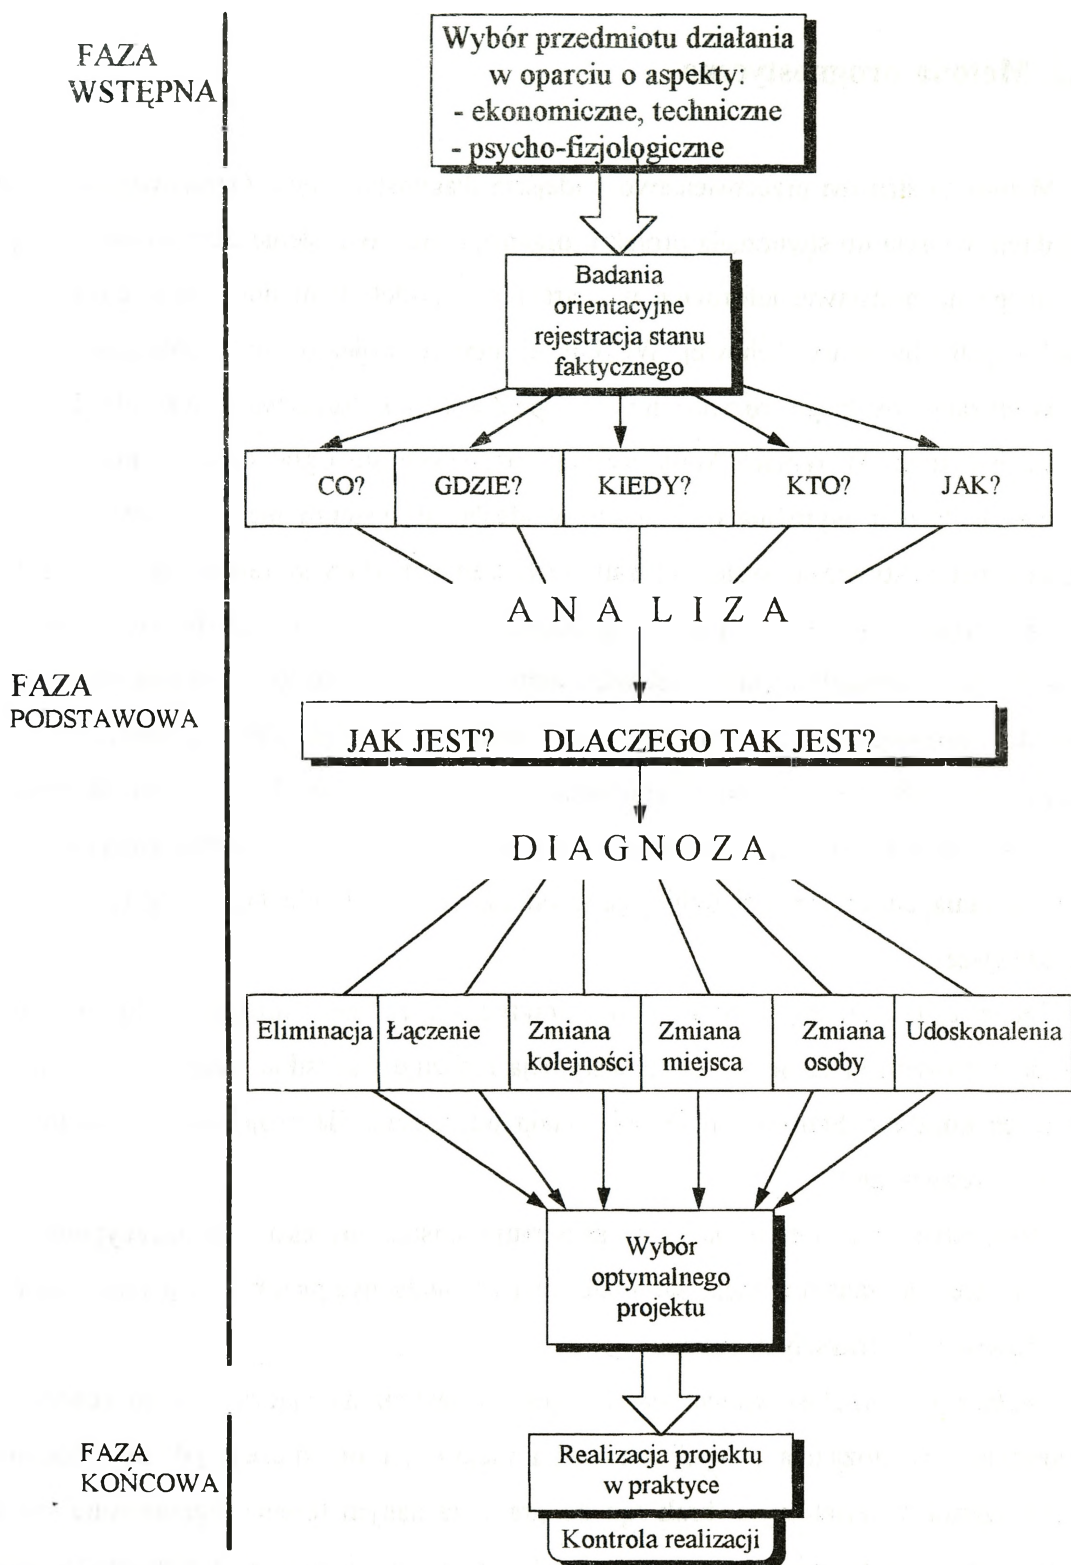 FAZA
WSTĘPNA
Wybór przedmiotu działania
w oparciu o aspekty:
- ekonomiczne, techniczne
- psycho-fizjologiczne
Badania
orientacyjne
rejestracja stanu
faktycznego
CO? GDZIE? KIEDY? KTO? JAK?
A N A L I Z A
FAZA
PODSTAWOWA
JAK JEST? DLACZEGO TAK JEST?
D I A G N O Z A
Eliminacja
Łączenie
Zmiana
kolejności
Zmiana
miejsca
Zmiana
osoby
Udoskonalenia
Wybór
optymalnego
projektu
FAZA
KOŃCOWA
Realizacja projektu
w praktyce
Kontrola realizacji